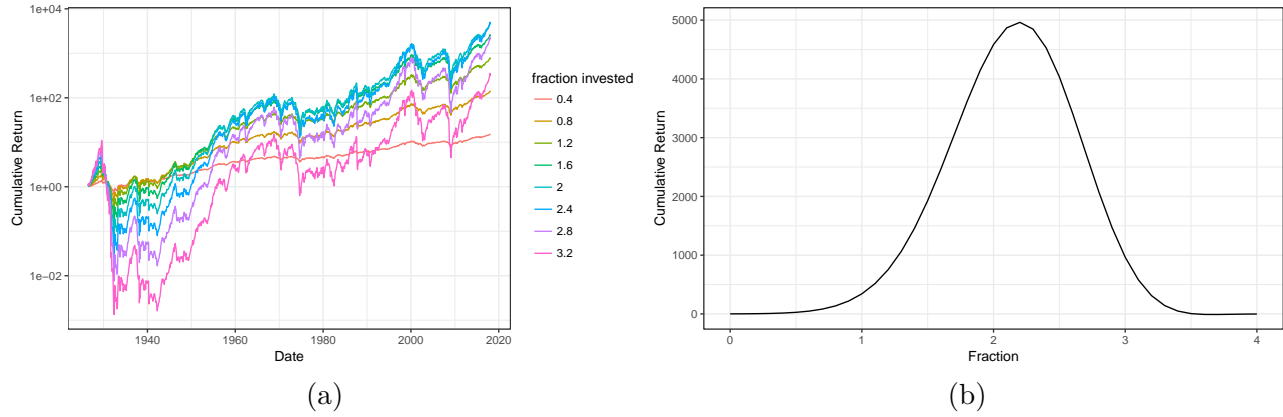 1e+04
1e+02
1e+00
1e−02
Cumulative Return
1940
1960
1980
2000
2020
Date
fraction invested
0.4
0.8
1.2
1.6
2
2.4
2.8
3.2
(a)
5000
4000
3000
2000
1000
0
Cumulative Return
0
1
2
3
4
Fraction
(b)